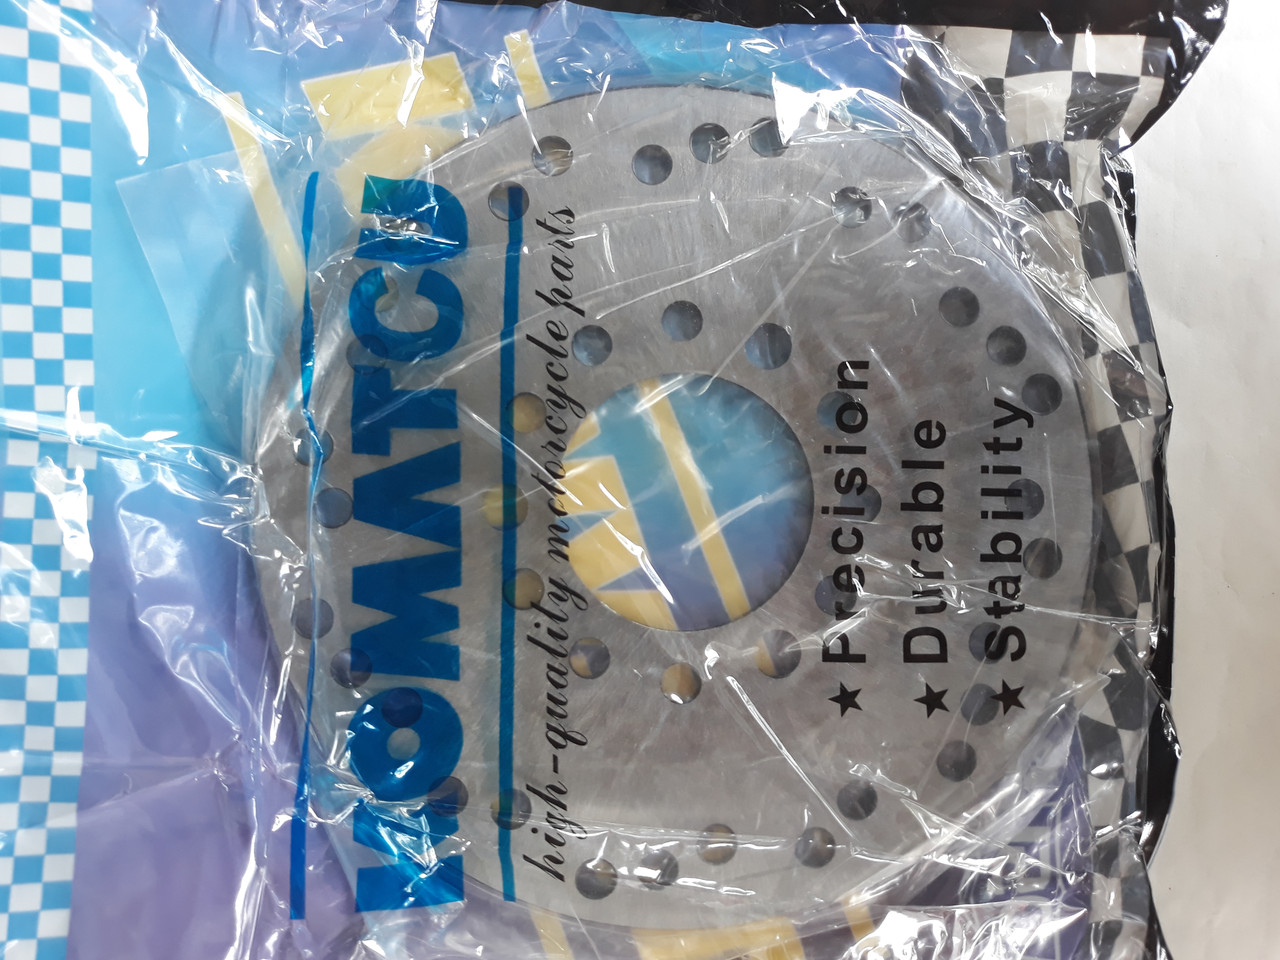 KOMATCU
high-quality motorcycle parts
★ Precision
★ Durable
★ Stability